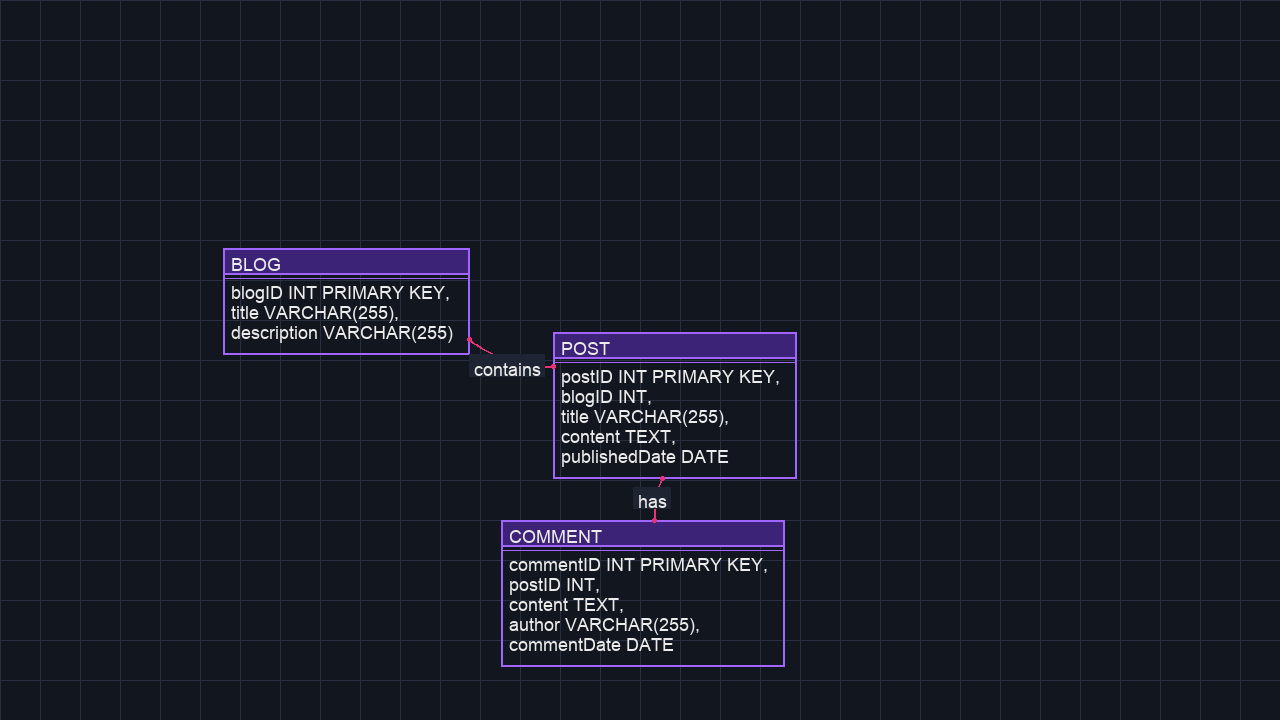 BLOG
blogID INT PRIMARY KEY,
title VARCHAR(255),
description VARCHAR(255)
contains
POST
postID INT PRIMARY KEY,
blogID INT,
title VARCHAR(255),
content TEXT,
publishedDate DATE
has
COMMENT
commentID INT PRIMARY KEY,
postID INT,
content TEXT,
author VARCHAR(255),
commentDate DATE